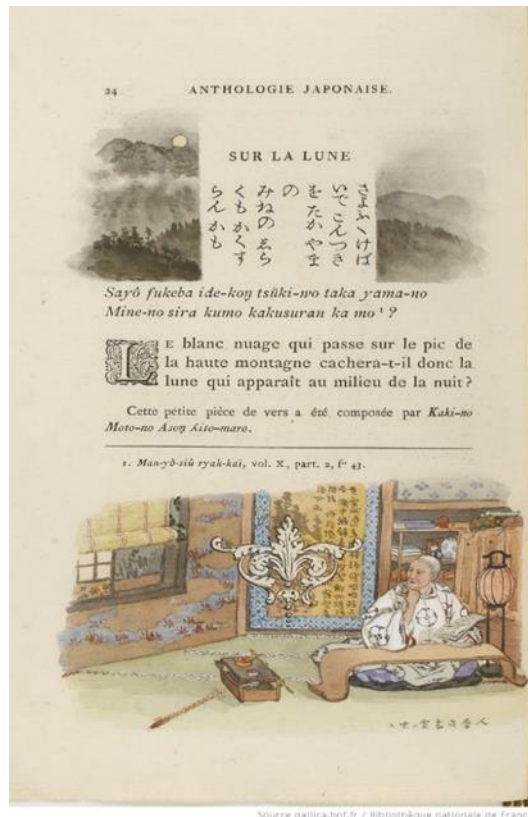 24
ANTHOLOGIE JAPONAISE.
SUR LA LUNE
さよふけば
いでこんつき
をたかやま
の
みねのゑら
くもかくす
らんかも
Sayô fukeba ide-koŋ tsŭki-wo taka yama-no
Mine-no sira kumo kakusuran ka mo ¹ ?
LE blanc nuage qui passe sur le pic de
la haute montagne cachera-t-il donc la
lune qui apparaît au milieu de la nuit ?
Cette petite pièce de vers a été composée par Kaki-no
Moto-no Asoŋ Hito-maro.
1. Man-yô-siû ryak-kaï, vol. X, part. 2, fº 43.
Source gallica.bnf.fr / Bibliothèque nationale de France